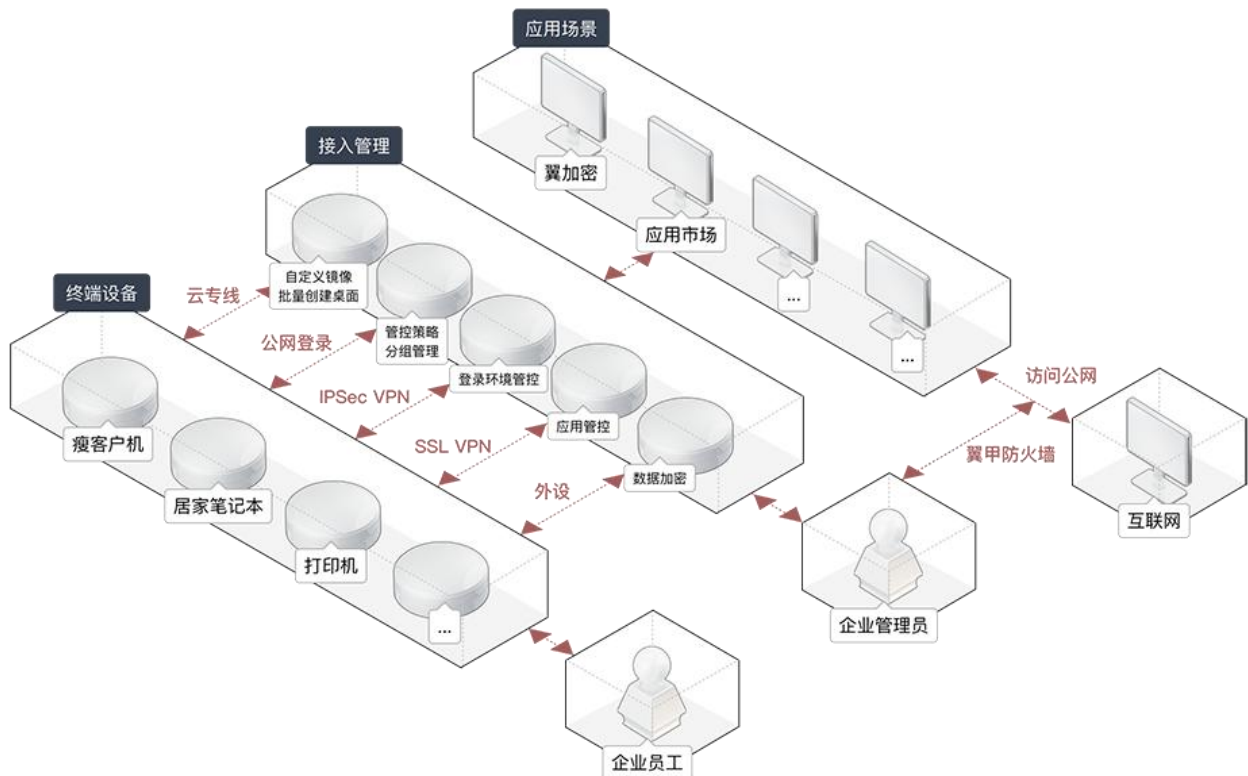 应用场景
翼加密
应用市场
...
...
接入管理
自定义镜像
批量创建桌面
管控策略
分组管理
登录环境管控
应用管控
数据加密
终端设备
瘦客户机
居家笔记本
打印机
...
云专线
公网登录
IPSec VPN
SSL VPN
外设
访问公网
翼甲防火墙
互联网
企业管理员
企业员工